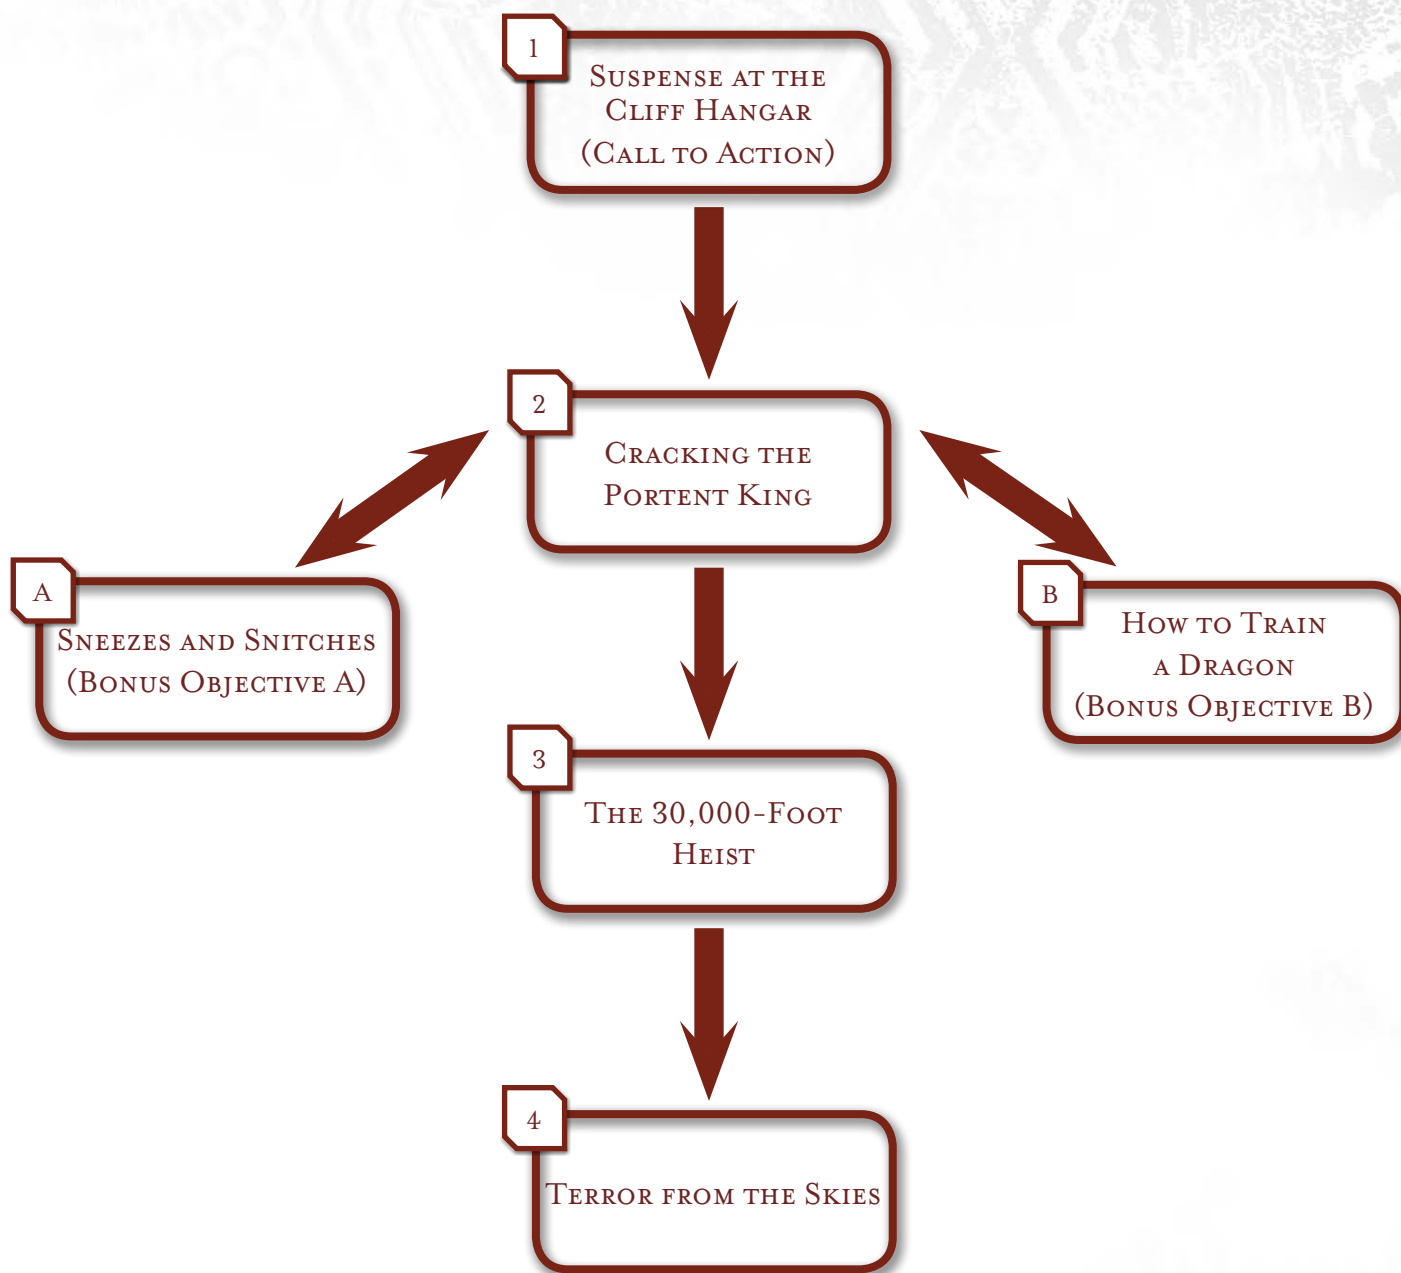 1
Suspense at the
Cliff Hangar
(Call to Action)
2
Cracking the
Portent King
A
Sneezes and Snitches
(Bonus Objective A)
B
How to Train
a Dragon
(Bonus Objective B)
3
The 30,000-Foot
Heist
4
Terror from the Skies